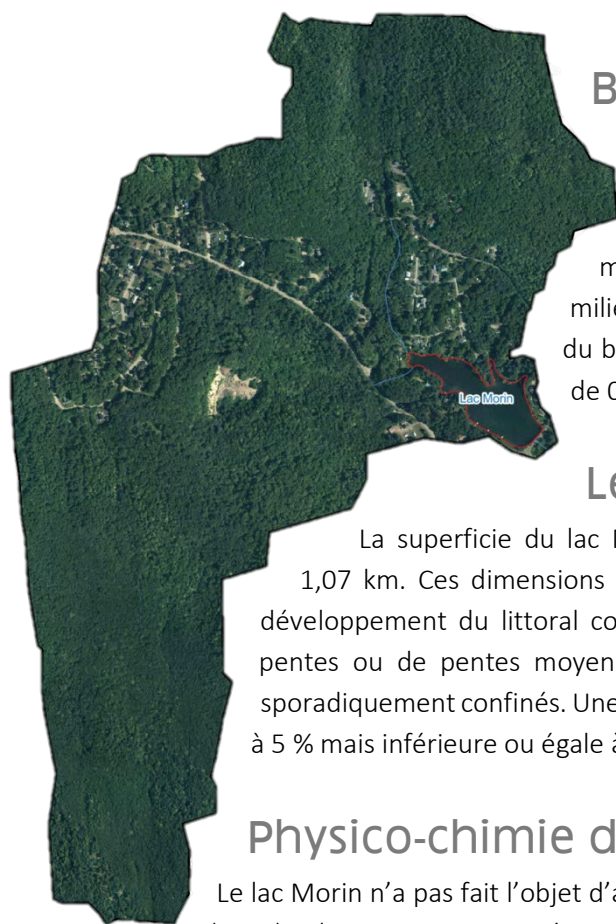 B
m
milie
du b
de 0
Lac Morin
Le
La superficie du lac
1,07 km. Ces dimensions
développement du littoral co
pentes ou de pentes moyen
sporadiquement confinés. Une
à 5 % mais inférieure ou égale à
Physico-chimie d
Le lac Morin n’a pas fait l’objet d’a